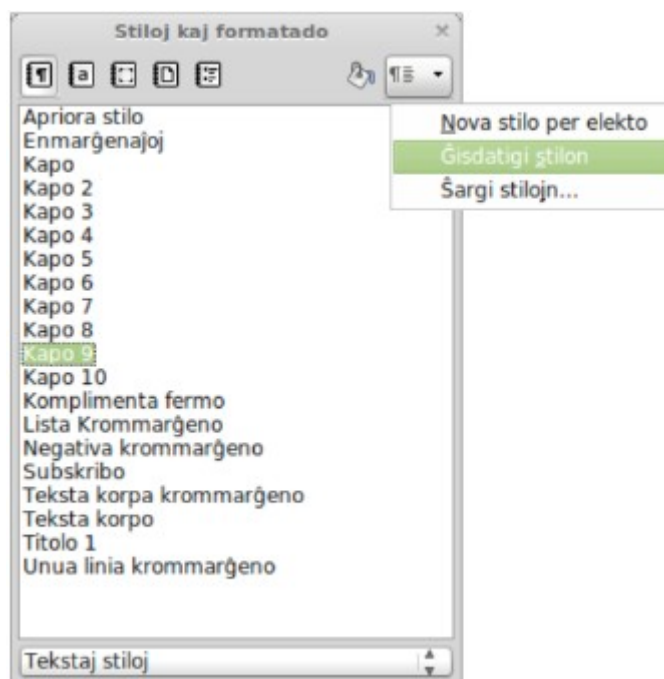 Stiloj kaj formatado
Nova stilo per elekto
Ĝisdatigi stilon
Ŝargi stilojn...
Apriora stilo
Enmarĝenaĵoj
Kapo
Kapo 2
Kapo 3
Kapo 4
Kapo 5
Kapo 6
Kapo 7
Kapo 8
Kapo 9
Kapo 10
Komplimenta fermo
Lista Krommarĝeno
Negativa krommarĝeno
Subskribo
Teksta korpa krommarĝeno
Teksta korpo
Titolo 1
Unua linia krommarĝeno
Tekstaj stiloj